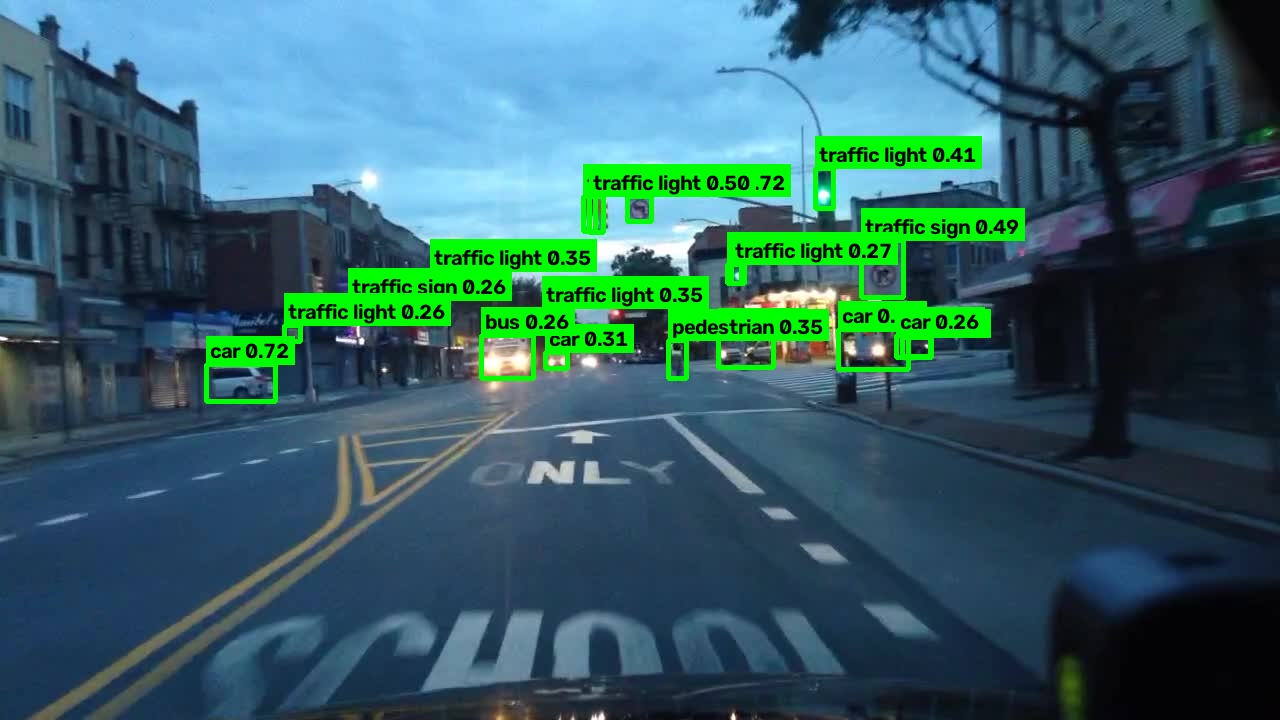 traffic light 0.41
traffic light 0.50 .72
traffic sign 0.49
traffic light 0.27
traffic light 0.35
traffic sign 0.26
traffic light 0.35
traffic light 0.26
car 0.
car 0.26
bus 0.26
pedestrian 0.35
car 0.31
car 0.72
ONLY
SCHOOL